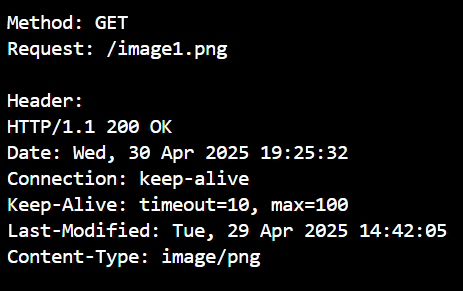 Method: GET
Request: /image1.png
Header:
HTTP/1.1 200 OK
Date: Wed, 30 Apr 2025 19:25:32
Connection: keep-alive
Keep-Alive: timeout=10, max=100
Last-Modified: Tue, 29 Apr 2025 14:42:05
Content-Type: image/png